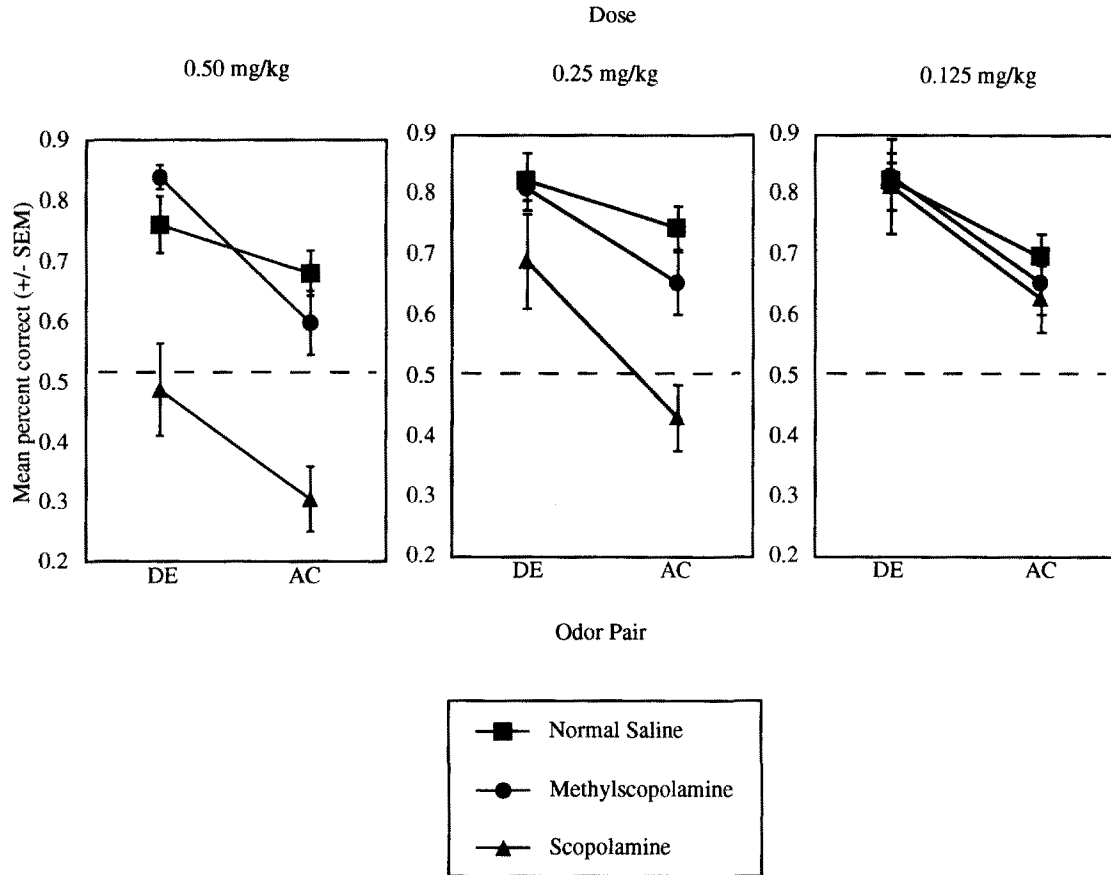 Dose
0.50 mg/kg
0.25 mg/kg
0.125 mg/kg
Mean percent correct (+/- SEM)
0.9
0.8
0.7
0.6
0.5
0.4
0.3
0.2
DE AC
0.9
0.8
0.7
0.6
0.5
0.4
0.3
0.2
DE AC
0.9
0.8
0.7
0.6
0.5
0.4
0.3
0.2
DE AC
Odor Pair
Normal Saline
Methylscopolamine
Scopolamine